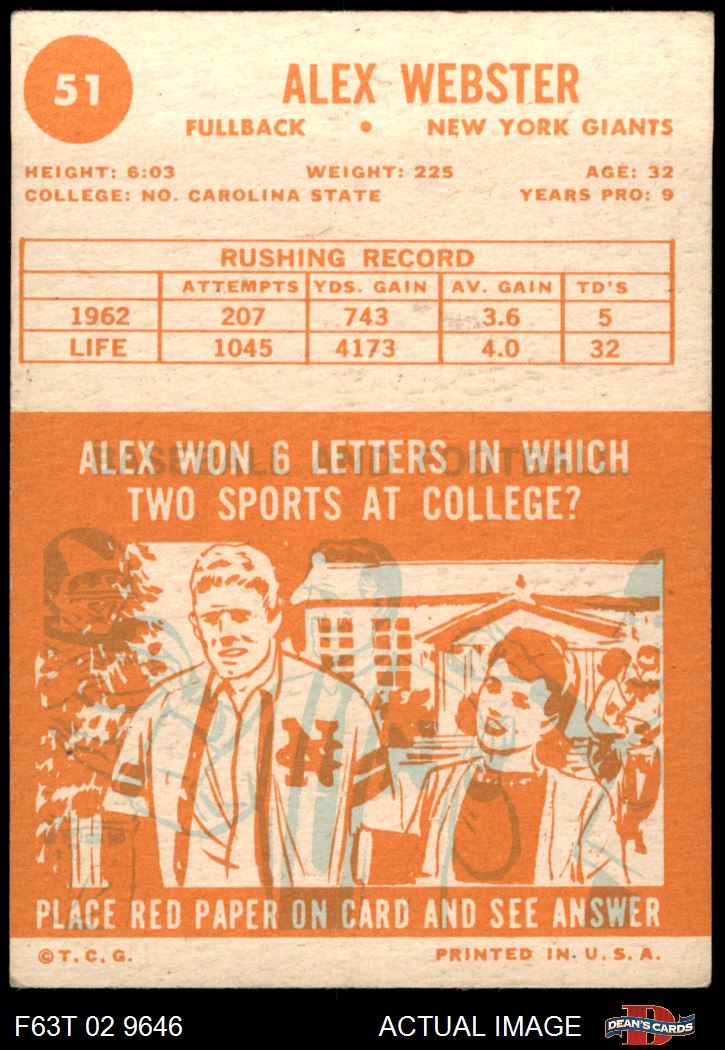 51
ALEX WEBSTER
FULLBACK • NEW YORK GIANTS
HEIGHT: 6:03 WEIGHT: 225 AGE: 32
COLLEGE: NO. CAROLINA STATE YEARS PRO: 9
RUSHING RECORD
ATTEMPTS YDS. GAIN AV. GAIN TD'S
1962 207 743 3.6 5
LIFE 1045 4173 4.0 32
ALEX WON 6 LETTERS IN WHICH
BASEBALL AND FOOTBALL.
TWO SPORTS AT COLLEGE?
PLACE RED PAPER ON CARD AND SEE ANSWER
©T.C.G. PRINTED IN U.S.A.
F63T 02 9646 ACTUAL IMAGE
D
DEAN'S CARDS